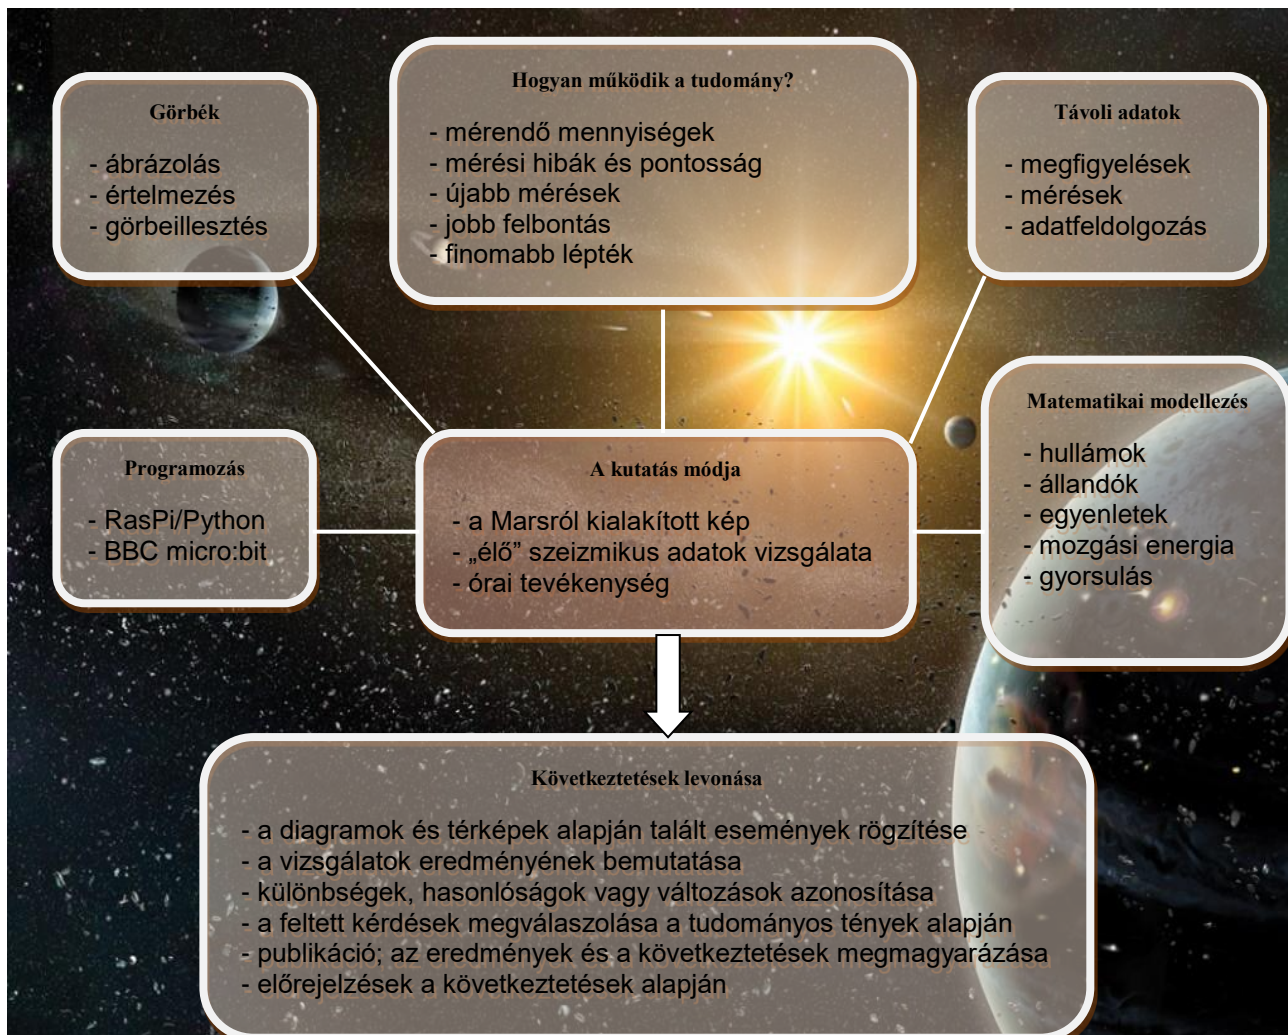 Görbék
- ábrázolás
- értelmezés
- görbeillesztés
Hogyan működik a tudomány?
- mérendő mennyiségek
- mérési hibák és pontosság
- újabb mérések
- jobb felbontás
- finomabb lépték
Távoli adatok
- megfigyelések
- mérések
- adatfeldolgozás
Programozás
- RasPi/Python
- BBC micro:bit
A kutatás módja
- a Marsról kialakított kép
- „élő” szeizmikus adatok vizsgálata
- órai tevékenység
Matematikai modellezés
- hullámok
- állandók
- egyenletek
- mozgási energia
- gyorsulás
Következtetések levonása
- a diagramok és térképek alapján talált események rögzítése
- a vizsgálatok eredményének bemutatása
- különbségek, hasonlóságok vagy változások azonosítása
- a feltett kérdések megválaszolása a tudományos tények alapján
- publikáció; az eredmények és a következtetések megmagyarázása
- előrejelzések a következtetések alapján